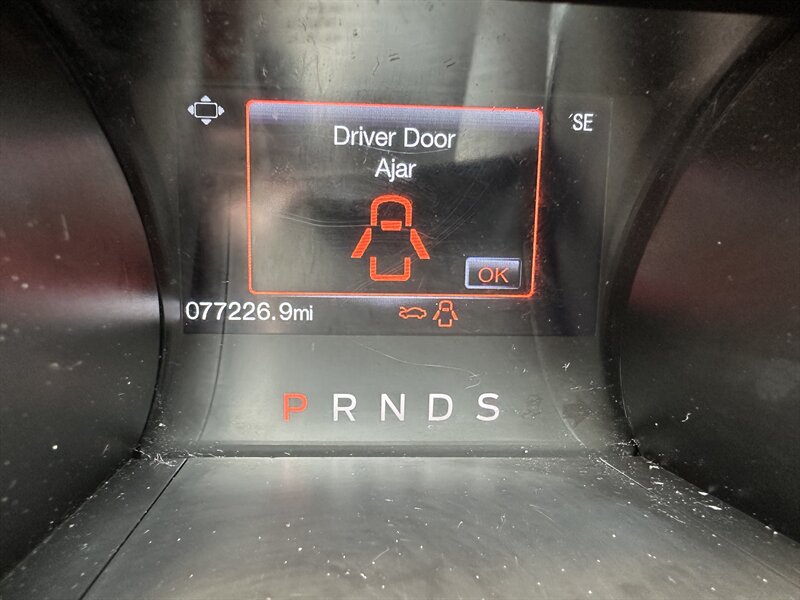 Driver Door
Ajar
SE
OK
077226.9mi
P R N D S